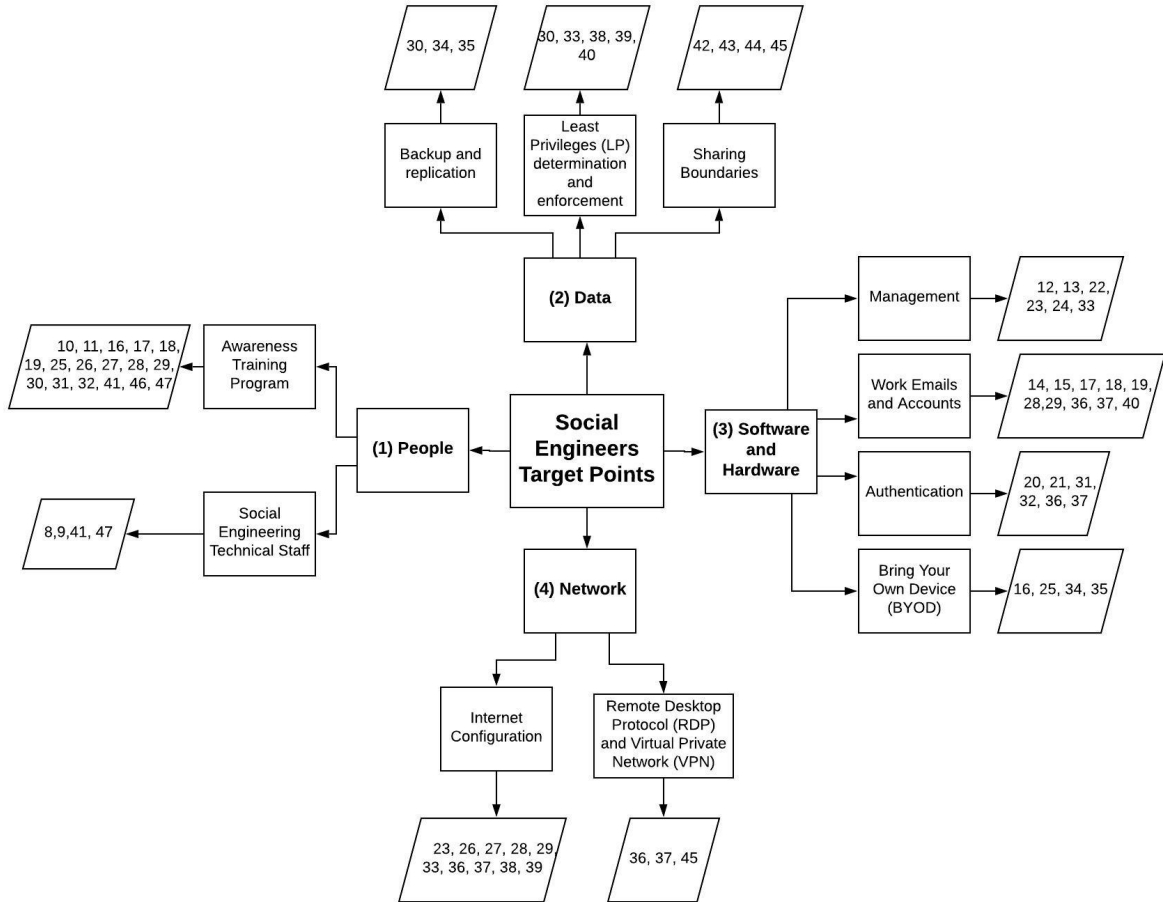 30, 34, 35
30, 33, 38, 39,
40
42, 43, 44, 45
Backup and
replication
Least
Privileges (LP)
determination
and
enforcement
Sharing
Boundaries
(2) Data
Management
12, 13, 22,
23, 24, 33
10, 11, 16, 17, 18,
19, 25, 26, 27, 28, 29,
30, 31, 32, 41, 46, 47
Awareness
Training
Program
Work Emails
and Accounts
14, 15, 17, 18, 19,
28,29, 36, 37, 40
(1) People
Social
Engineers
Target Points
(3) Software
and
Hardware
Authentication
20, 21, 31,
32, 36, 37
8,9,41, 47
Social
Engineering
Technical Staff
(4) Network
Bring Your
Own Device
(BYOD)
16, 25, 34, 35
Internet
Configuration
Remote Desktop
Protocol (RDP)
and Virtual Private
Network (VPN)
23, 26, 27, 28, 29,
33, 36, 37, 38, 39
36, 37, 45